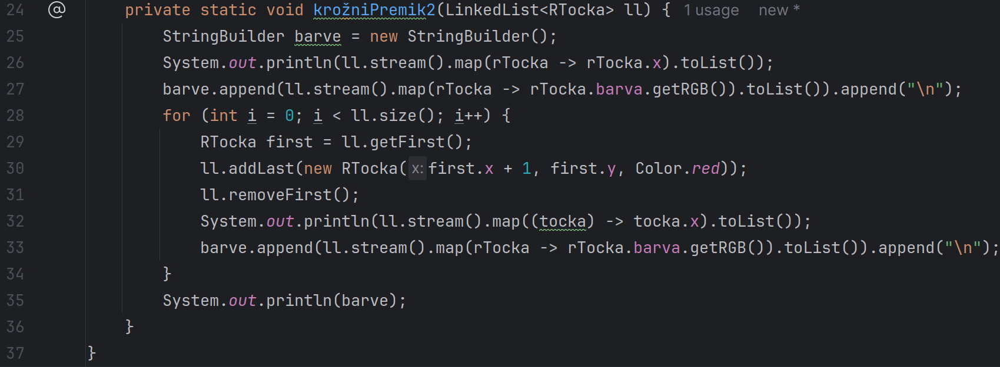 24 @ private static void krožniPremik2(LinkedList<RTocka> ll) { 1 usage new *
25 StringBuilder barve = new StringBuilder();
26 System.out.println(ll.stream().map(rTocka -> rTocka.x).toList());
27 barve.append(ll.stream().map(rTocka -> rTocka.barva.getRGB()).toList()).append("\n");
28 for (int i = 0; i < ll.size(); i++) {
29 RTocka first = ll.getFirst();
30 ll.addLast(new RTocka( x: first.x + 1, first.y, Color.red));
31 ll.removeFirst();
32 System.out.println(ll.stream().map((tocka) -> tocka.x).toList());
33 barve.append(ll.stream().map(rTocka -> rTocka.barva.getRGB()).toList()).append("\n");
34 }
35 System.out.println(barve);
36 }
37 }